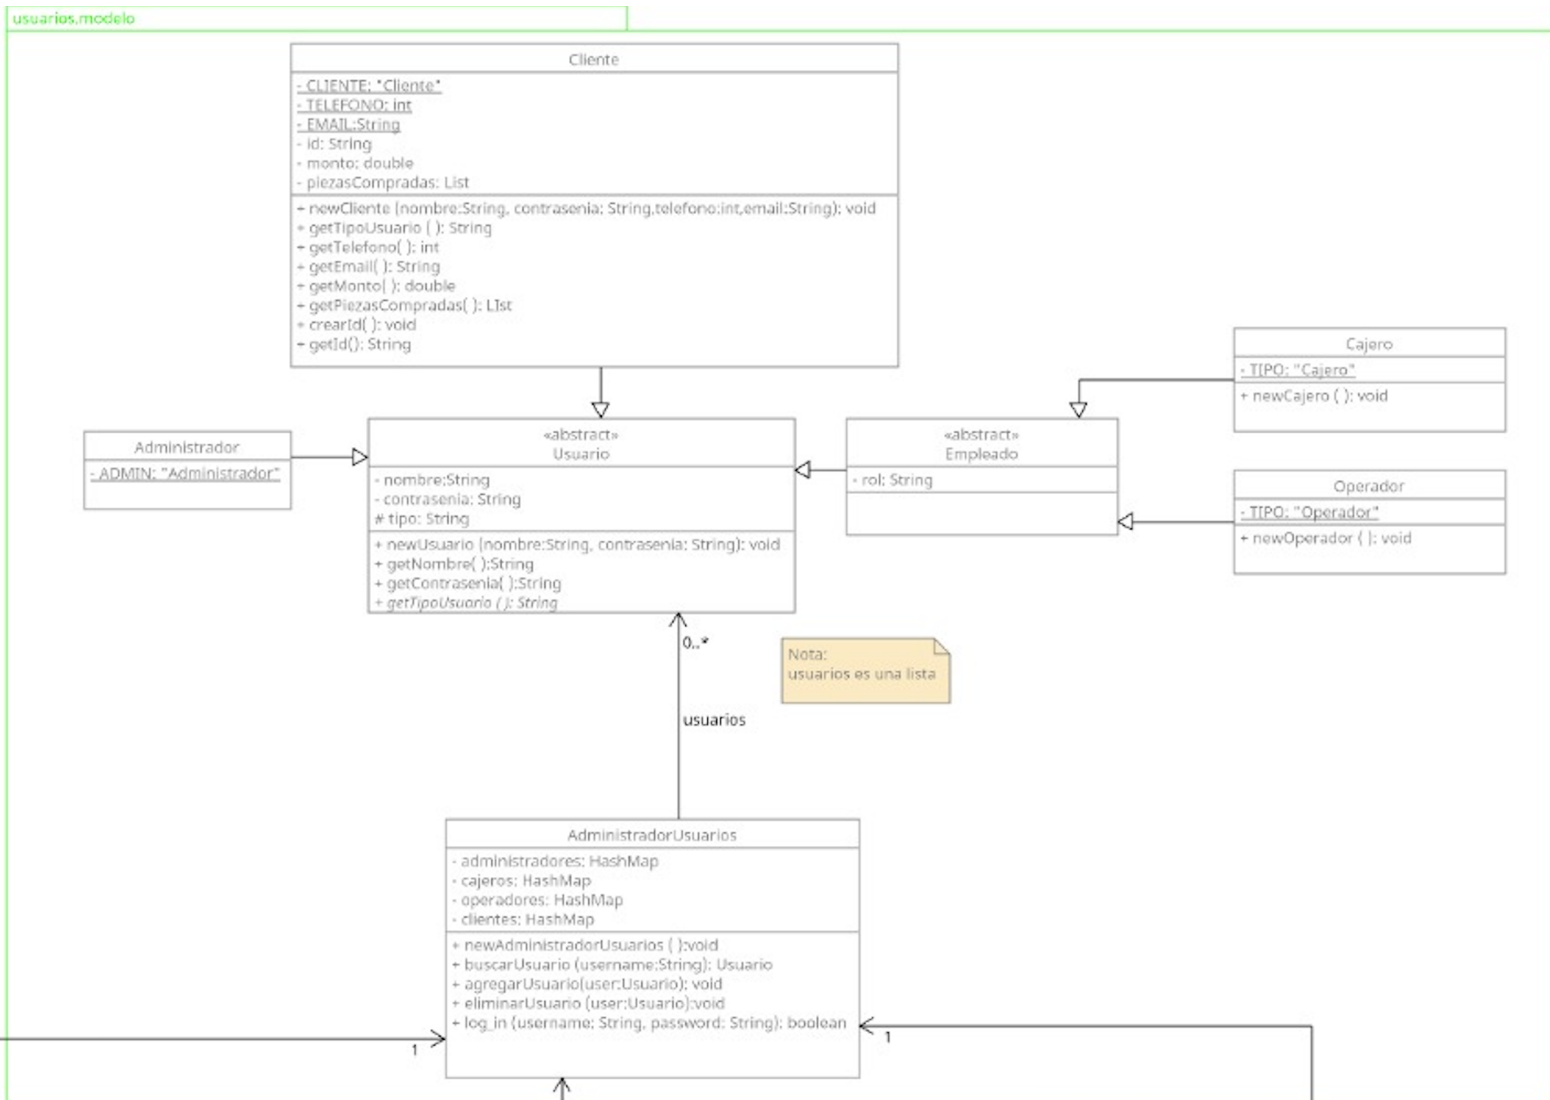 usuarios.modelo
Cliente
- CLIENTE: "Cliente"
- TELEFONO: int
- EMAIL:String
- id: String
- monto: double
- piezasCompradas: List
+ newCliente (nombre:String, contrasenia: String,telefono:int,email:String): void
+ getTipoUsuario ( ): String
+ getTelefono( ): int
+ getEmail( ): String
+ getMonto( ): double
+ getPiezasCompradas( ): LIst
+ crearId( ): void
+ getId(): String
Administrador
- ADMIN: "Administrador"
«abstract»
Usuario
- nombre:String
- contrasenia: String
# tipo: String
+ newUsuario (nombre:String, contrasenia: String): void
+ getNombre( ):String
+ getContrasenia( ):String
+ getTipoUsuario ( ): String
«abstract»
Empleado
- rol: String
Cajero
- TIPO: "Cajero"
+ newCajero ( ): void
Operador
- TIPO: "Operador"
+ newOperador ( ): void
0..*
Nota:
usuarios es una lista
usuarios
AdministradorUsuarios
- administradores: HashMap
- cajeros: HashMap
- operadores: HashMap
- clientes: HashMap
+ newAdministradorUsuarios ( ):void
+ buscarUsuario (username:String): Usuario
+ agregarUsuario(user:Usuario): void
+ eliminarUsuario (user:Usuario):void
+ log_in (username: String, password: String): boolean
1
1